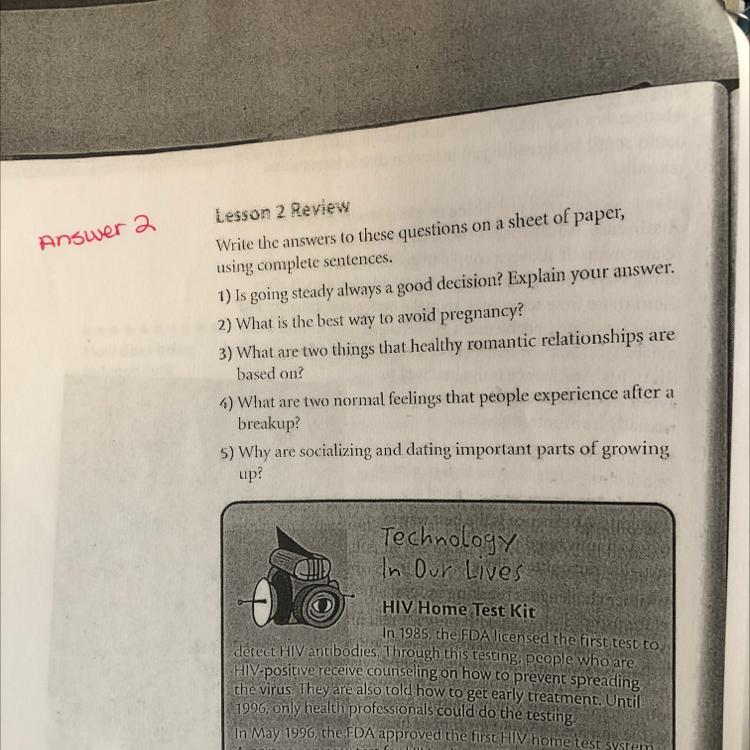 Answer 2
Lesson 2 Review
Write the answers to these questions on a sheet of paper,
using complete sentences.
1) Is going steady always a good decision? Explain your answer.
2) What is the best way to avoid pregnancy?
3) What are two things that healthy romantic relationships are
based on?
4) What are two normal feelings that people experience after a
breakup?
5) Why are socializing and dating important parts of growing
up?
Technology
In Our Lives
HIV Home Test Kit
In 1985, the FDA licensed the first test to
detect HIV antibodies. Through this testing, people who are
HIV-positive receive counseling on how to prevent spreading
the virus. They are also told how to get early treatment. Until
1996, only health professionals could do the testing.
In May 1996, the FDA approved the first HIV home test system.